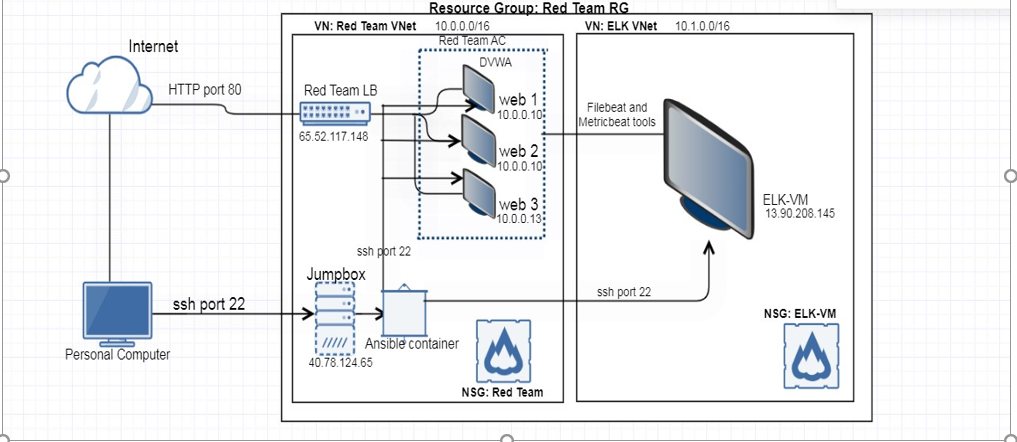 Resource Group: Red Team RG
VN: Red Team VNet 10.0.0.0/16
VN: ELK VNet 10.1.0.0/16
Internet
Red Team AC
DVWA
HTTP port 80
Red Team LB
65.52.117.148
web 1
10.0.0.10
web 2
10.0.0.10
web 3
10.0.0.13
Filebeat and
Metricbeat tools
ELK-VM
13.90.208.145
ssh port 22
Jumpbox
ssh port 22
ssh port 22
Personal Computer
40.78.124.65
Ansible container
NSG: Red Team
NSG: ELK-VM